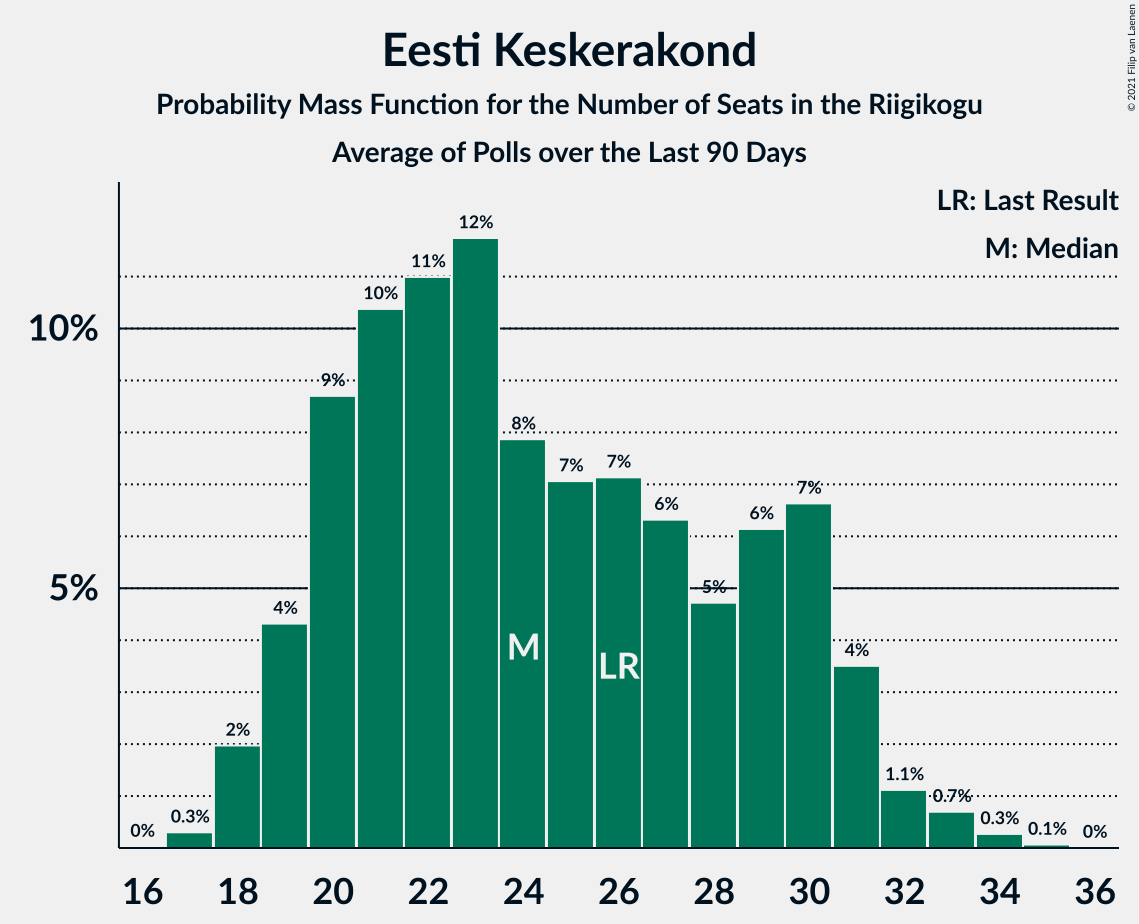 Eesti Keskerakond
Probability Mass Function for the Number of Seats in the Riigikogu
Average of Polls over the Last 90 Days
© 2021 Filip van Laenen
LR: Last Result
M: Median
10%
5%
0%
0.3%
2%
4%
9%
10%
11%
12%
8%
7%
7%
6%
5%
6%
7%
4%
1.1%
0.7%
0.3%
0.1%
0%
M
LR
16 18 20 22 24 26 28 30 32 34 36